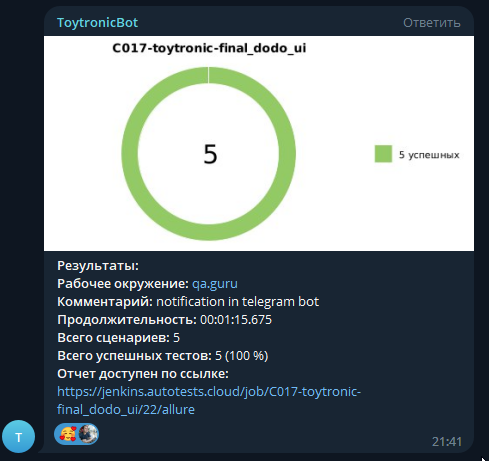 ToytronicBot Ответить
C017-toytronic-final_dodo_ui
5
5 успешных
Результаты:
Рабочее окружение: qa.guru
Комментарий: notification in telegram bot
Продолжительность: 00:01:15.675
Всего сценариев: 5
Всего успешных тестов: 5 (100 %)
Отчет доступен по ссылке:
https://jenkins.autotests.cloud/job/C017-toytronic-
final_dodo_ui/22/allure
T
21:41